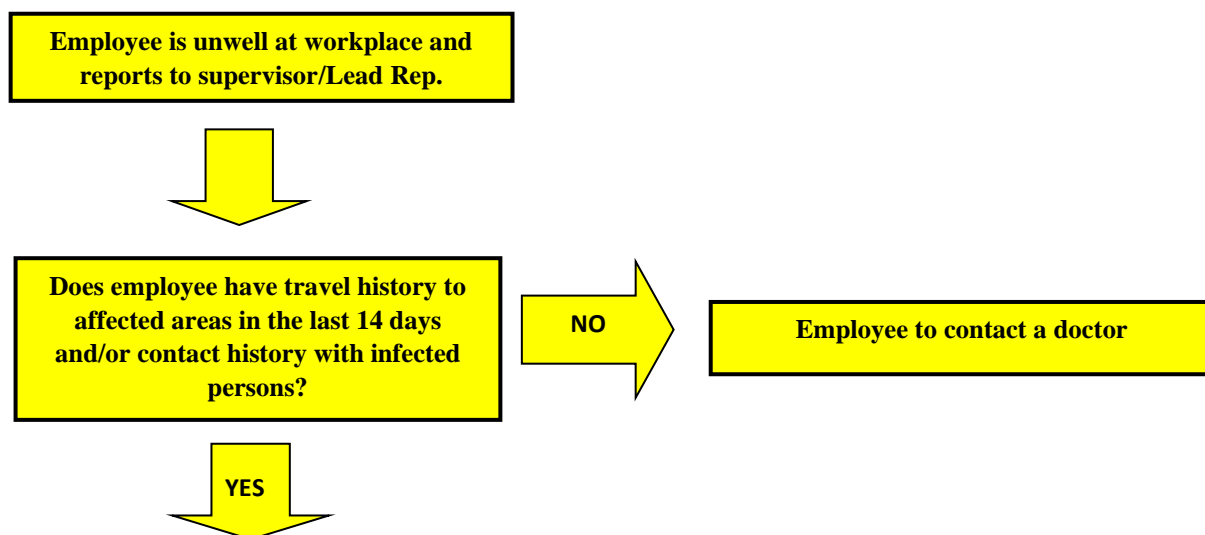 Employee is unwell at workplace and
reports to supervisor/Lead Rep.
Does employee have travel history to
affected areas in the last 14 days
and/or contact history with infected
persons?
NO
Employee to contact a doctor
YES